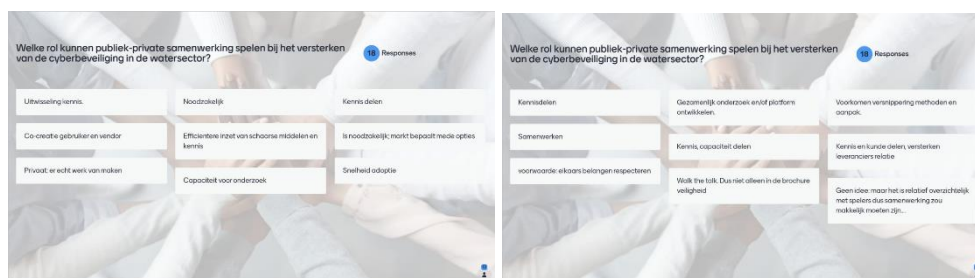 Welke rol kunnen publiek-private samenwerking spelen bij het versterken
van de cyberbeveiliging in de watersector?
18 Responses
Uitwisseling kennis.
Noodzakelijk
Kennis delen
Co-creatie gebruiker en vendor
Efficientere inzet van schaarse middelen en
kennis
Is noodzakelijk; markt bepaalt mede opties
Privaat: er echt werk van maken
Capaciteit voor onderzoek
Snelheid adoptie
Welke rol kunnen publiek-private samenwerking spelen bij het versterken
van de cyberbeveiliging in de watersector?
18 Responses
Kennisdelen
Gezamenlijk onderzoek en/of platform
ontwikkelen.
Voorkomen versnippering methoden en
aanpak.
Samenwerken
Kennis, capaciteit delen
Kennis en kunde delen, versterken
leveranciers relatie
voorwaarde: elkaars belangen respecteren
Walk the talk. Dus niet alleen in de brochure
veiligheid
Geen idee: maar het is relatief overzichtelijk
met spelers dus samenwerking zou
makkelijk moeten zijn...